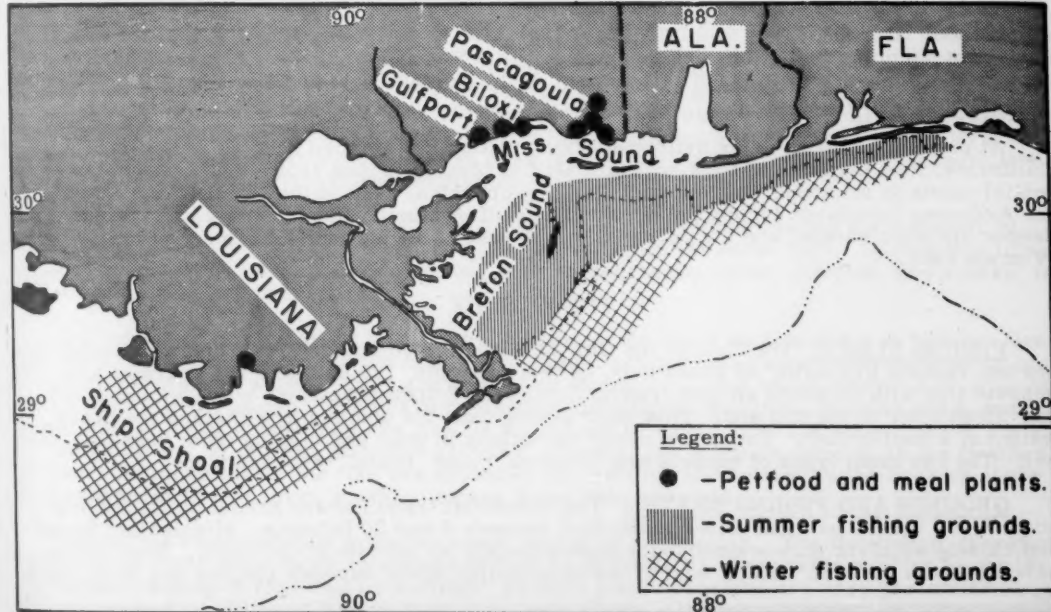 90°
88°
ALA.
FLA.
Pascagoula
Biloxi
Gulfport
Miss. Sound
30°
30°
LOUISIANA
Breton Sound
29°
29°
Ship Shoal
Legend:
-Petfood and meal plants.
-Summer fishing grounds.
-Winter fishing grounds.
90°
88°